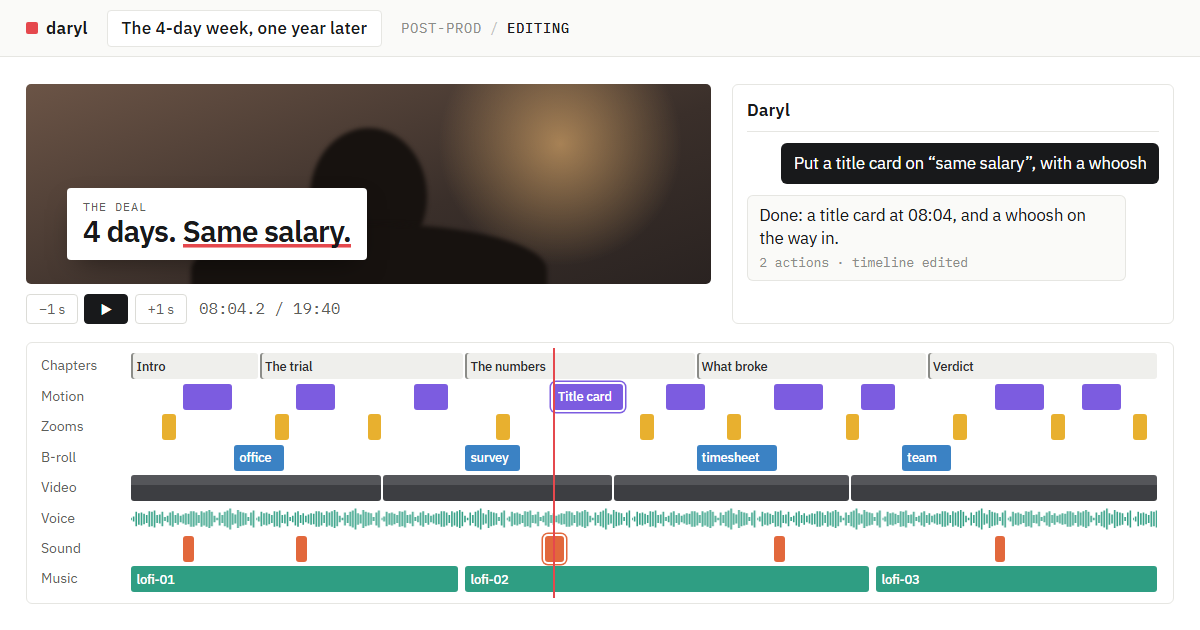 daryl
The 4-day week, one year later
POST-PROD / EDITING
THE DEAL
4 days. Same salary.
−1 s
+1 s
08:04.2 / 19:40
Daryl
Put a title card on “same salary”, with a whoosh
Done: a title card at 08:04, and a whoosh on
the way in.
2 actions · timeline edited
Chapters
Intro
The trial
The numbers
What broke
Verdict
Motion
Title card
Zooms
B-roll
office
survey
timesheet
team
Video
Voice
Sound
Music
lofi-01
lofi-02
lofi-03